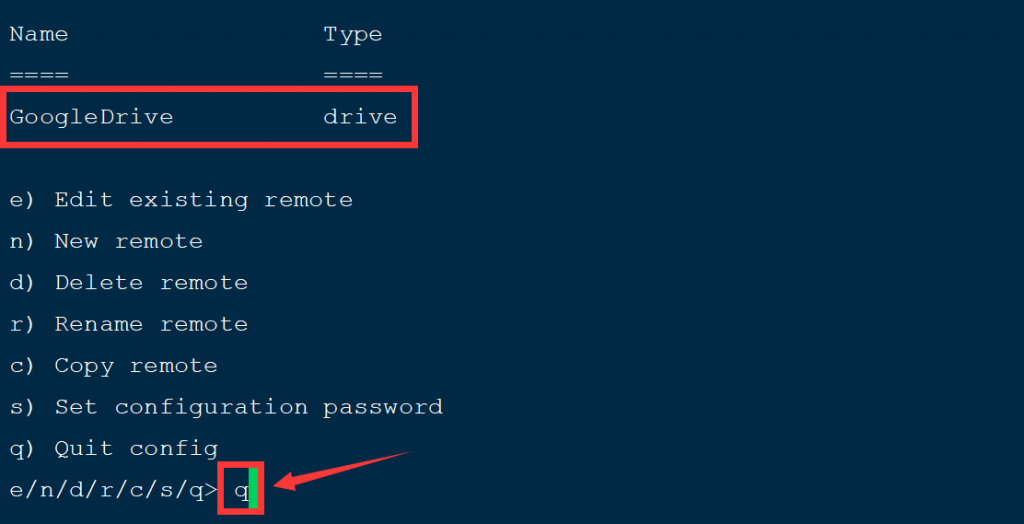 Name Type
==== ====
GoogleDrive drive
e) Edit existing remote
n) New remote
d) Delete remote
r) Rename remote
c) Copy remote
s) Set configuration password
q) Quit config
e/n/d/r/c/s/q> q